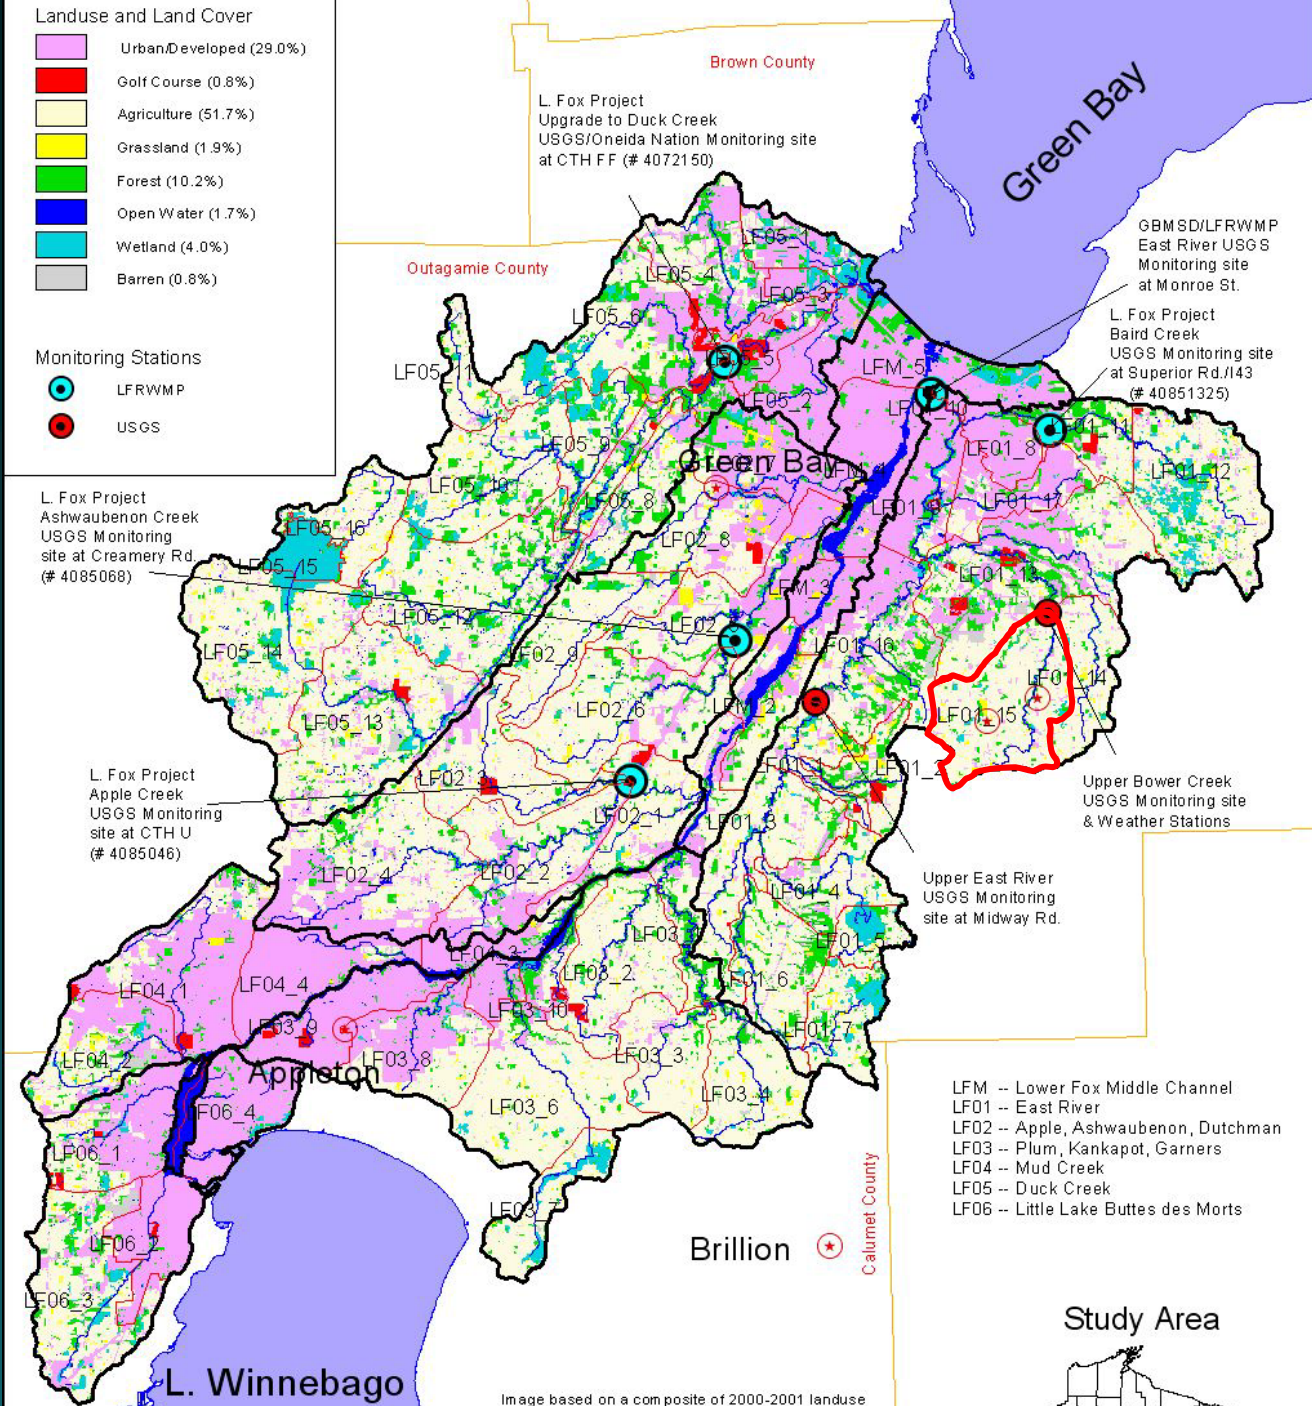 Landuse and Land Cover
Urban/Developed (29.0%)
Golf Course (0.8%)
Agriculture (51.7%)
Grassland (1.9%)
Forest (10.2%)
Open Water (1.7%)
Wetland (4.0%)
Barren (0.8%)
Monitoring Stations
LFRWMP
USGS
Brown County
L. Fox Project
Upgrade to Duck Creek
USGS/Oneida Nation Monitoring site
at CTH FF (# 4072150)
Green Bay
GBMSD/LFRWMP
East River USGS
Monitoring site
at Monroe St.
L. Fox Project
Baird Creek
USGS Monitoring site
at Superior Rd./I43
(# 40851325)
Outagamie County
L. Fox Project
Ashwaubenon Creek
USGS Monitoring
site at Creamery Rd.
(# 4085068)
L. Fox Project
Apple Creek
USGS Monitoring
site at CTH U
(# 4085046)
Upper Bower Creek
USGS Monitoring site
& Weather Stations
Upper East River
USGS Monitoring
site at Midway Rd.
LF05_1
LF05_4
LF05_3
LF05_6
LF05_11
LF05_2
LFM_5
LF05_9
LF01_8
LF01_11
LF01_12
Green Bay
LF05_10
LF05_8
LF01_17
LF05_16
LF02_8
LF05_15
LFM_3
LF01_13
LF05_12
LF02
LF05_14
LF02_9
LF01_16
LF01_14
LF02_6
LFM_2
LF01_15
LF05_13
LF01_1
LF01_2
LF02_3
LF02_1
LF01_3
LF02_4
LF02_2
LF01_4
LF03_1
LF01_5
LF04_3
LF03_2
LF01_6
LF04_1
LF04_4
LF03_10
LF03_9
LF01_7
LF04_2
LF03_8
LF03_3
Appleton
LF03_4
LF03_6
LF06_4
LF06_1
LF03_7
LF06_2
LF06_3
LFM -- Lower Fox Middle Channel
LF01 -- East River
LF02 -- Apple, Ashwaubenon, Dutchman
LF03 -- Plum, Kankapot, Garners
LF04 -- Mud Creek
LF05 -- Duck Creek
LF06 -- Little Lake Buttes des Morts
Calumet County
Brillion
Study Area
L. Winnebago
Image based on a composite of 2000-2001 landuse